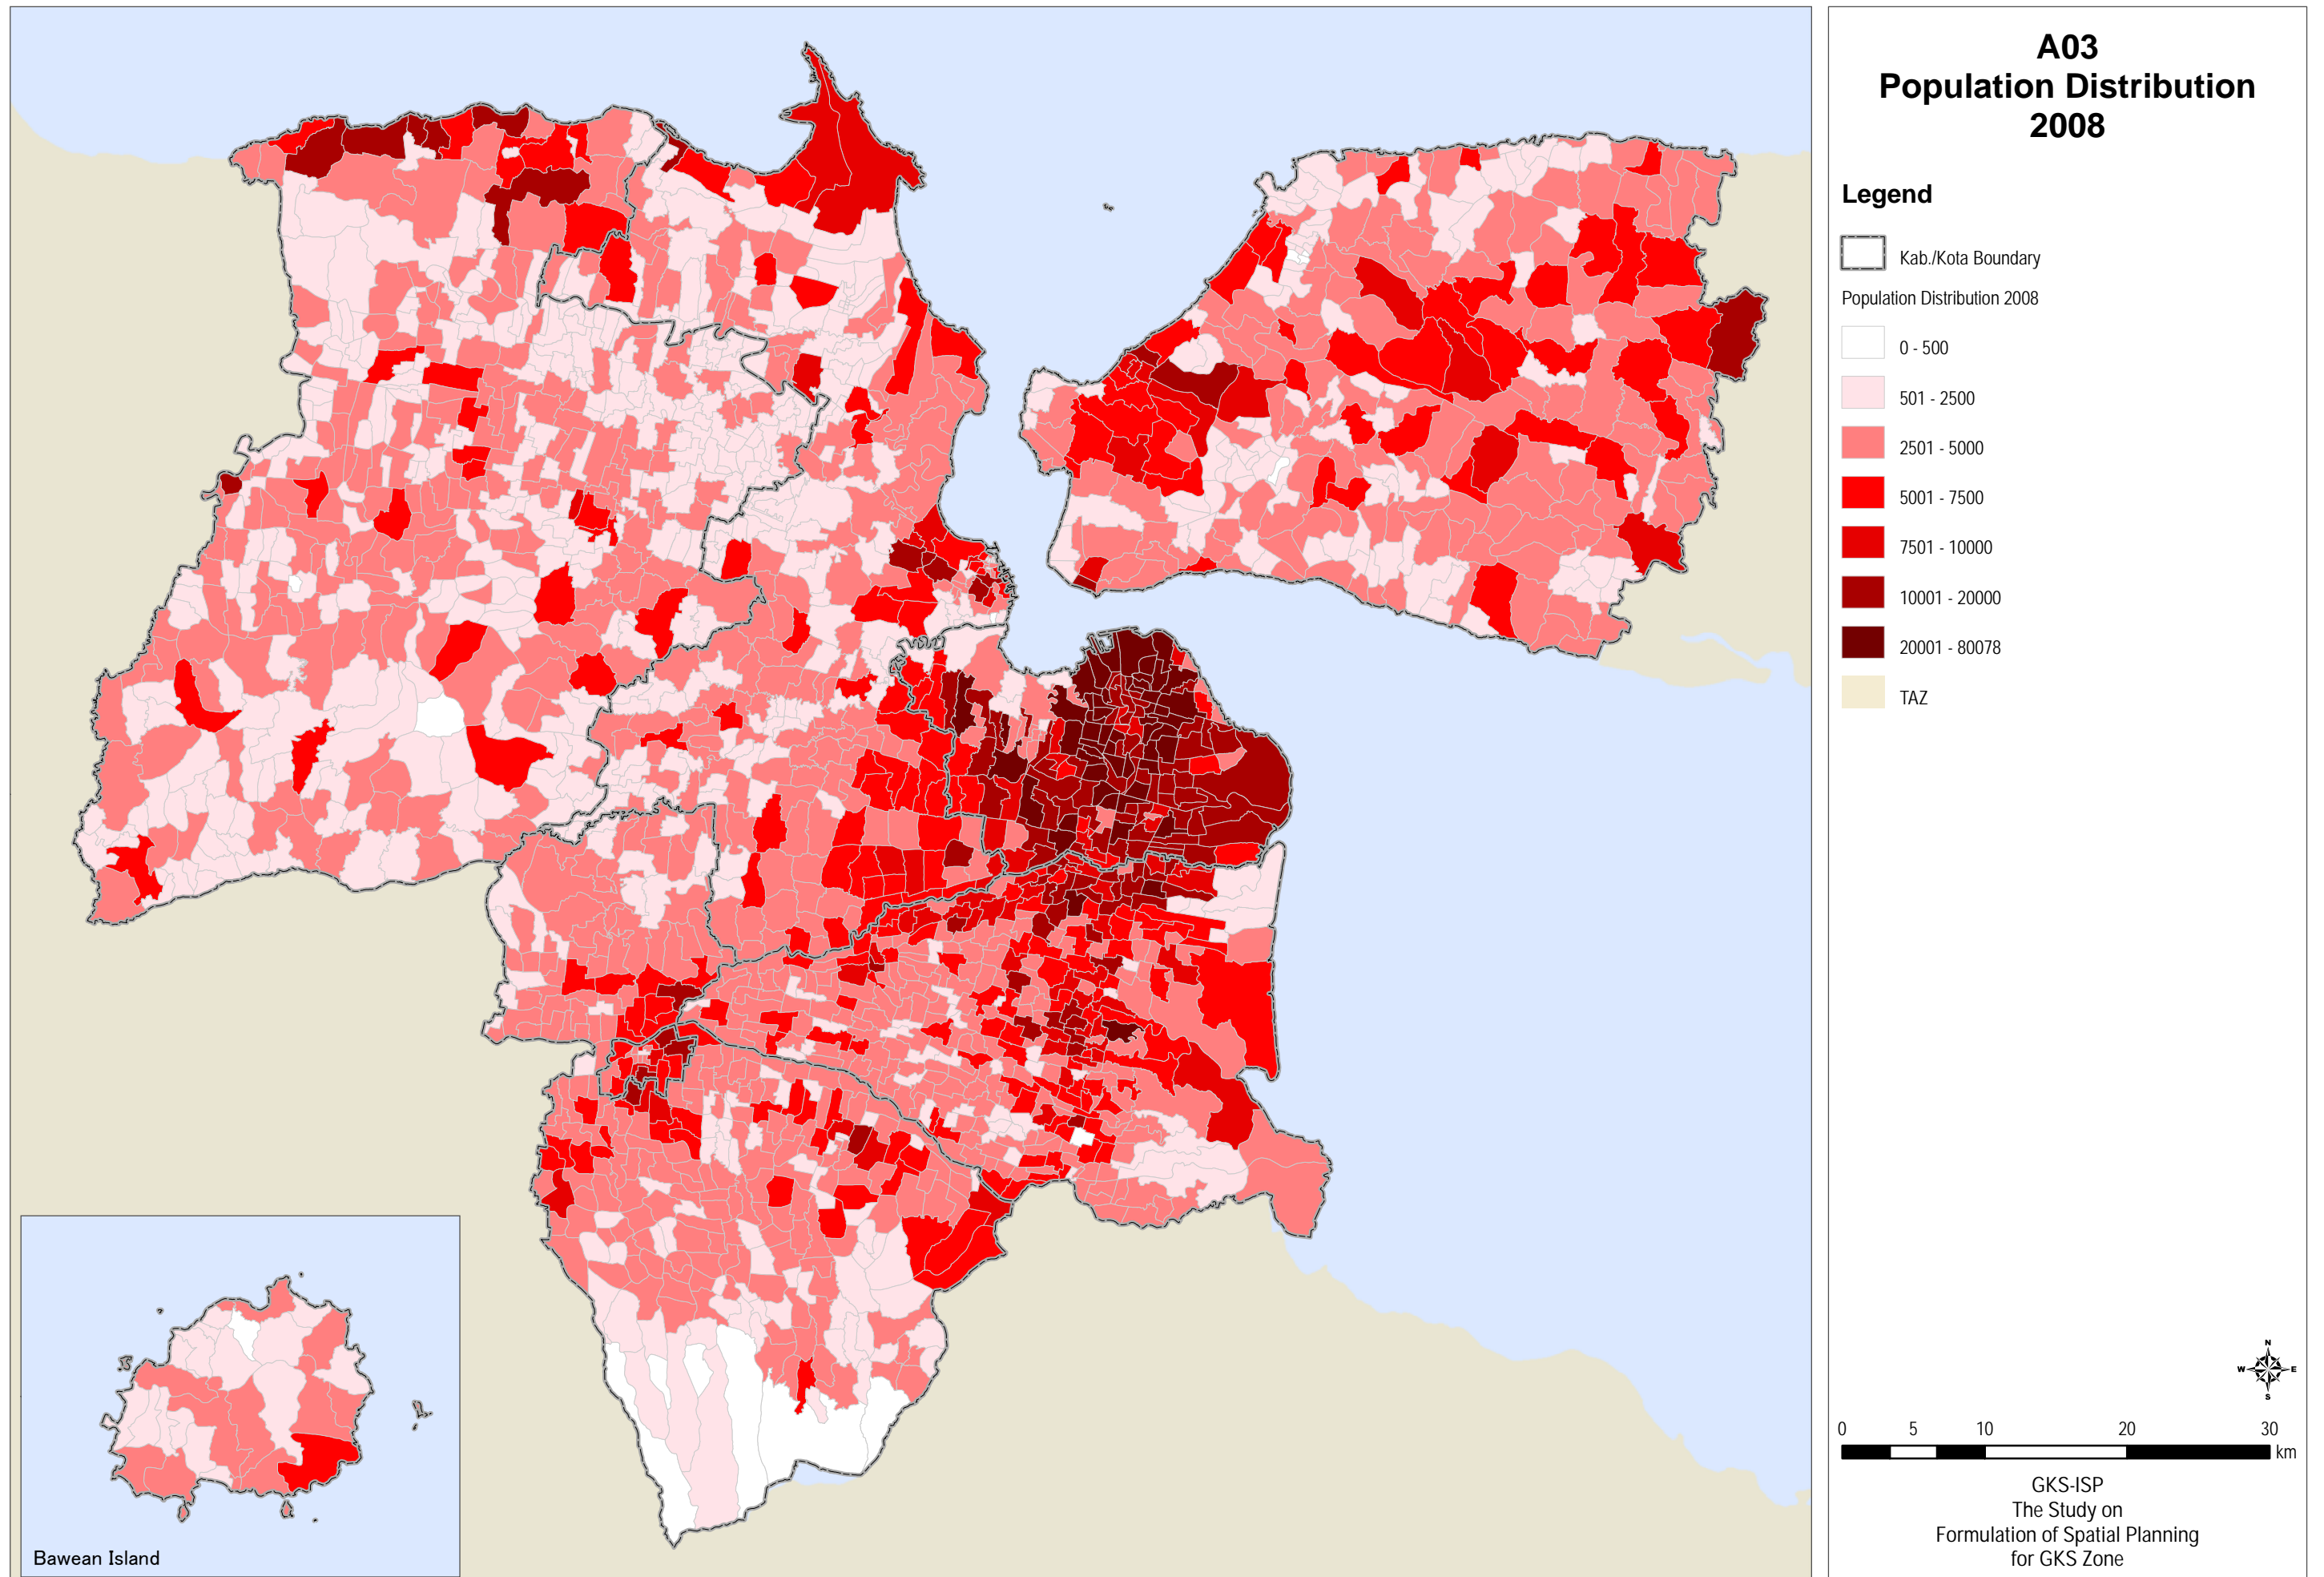 A03
Population Distribution
2008
Legend
Kab./Kota Boundary
Population Distribution 2008
0 - 500
501 - 2500
2501 - 5000
5001 - 7500
7501 - 10000
10001 - 20000
20001 - 80078
TAZ
N
W E
S
0 5 10 20 30
km
GKS-ISP
The Study on
Formulation of Spatial Planning
for GKS Zone
Bawean Island